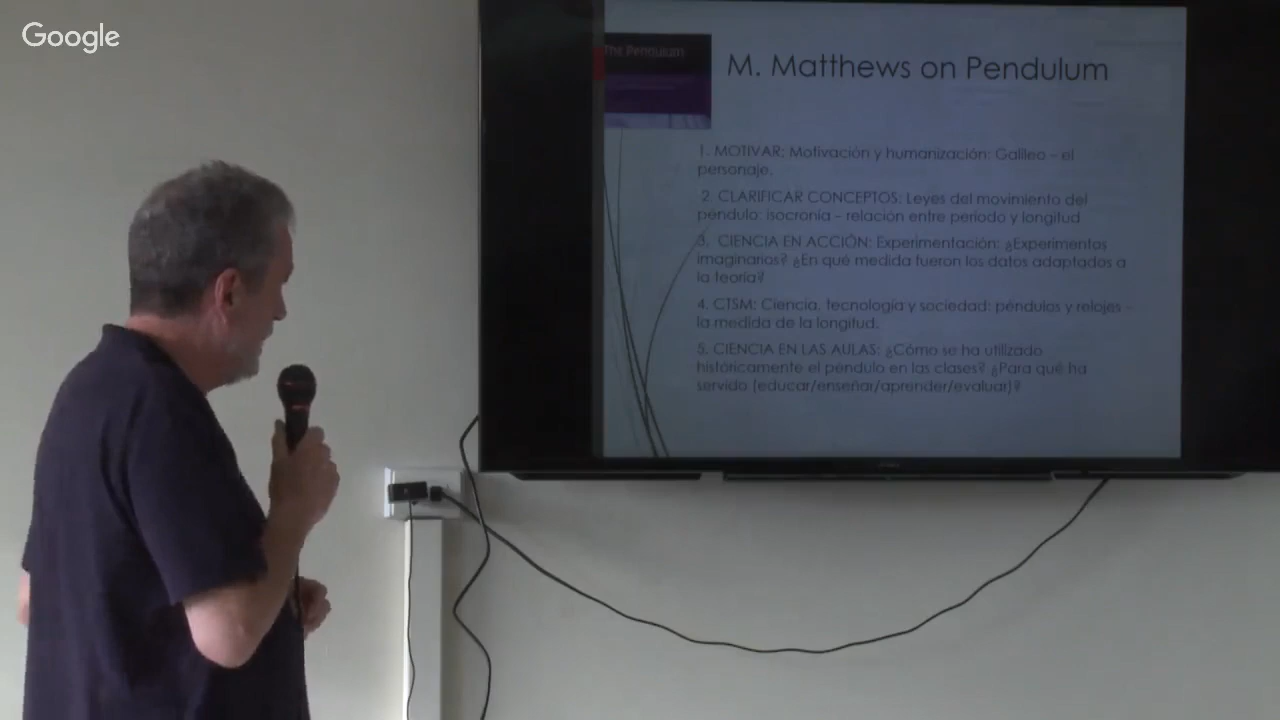 Google
The Pendulum
M. Matthews on Pendulum
1. MOTIVAR: Motivación y humanización: Galileo – el
personaje.
2. CLARIFICAR CONCEPTOS: Leyes del movimiento del
péndulo: isocronía – relación entre periodo y longitud
3. CIENCIA EN ACCIÓN: Experimentación: ¿Experimentos
imaginarios? ¿En qué medida fueron los datos adaptados a
la teoría?
4. CTSM: Ciencia, tecnología y sociedad: péndulos y relojes –
la medida de la longitud.
5. CIENCIA EN LAS AULAS: ¿Cómo se ha utilizado
históricamente el péndulo en las clases? ¿Para qué ha
servido (educar/enseñar/aprender/evaluar)?